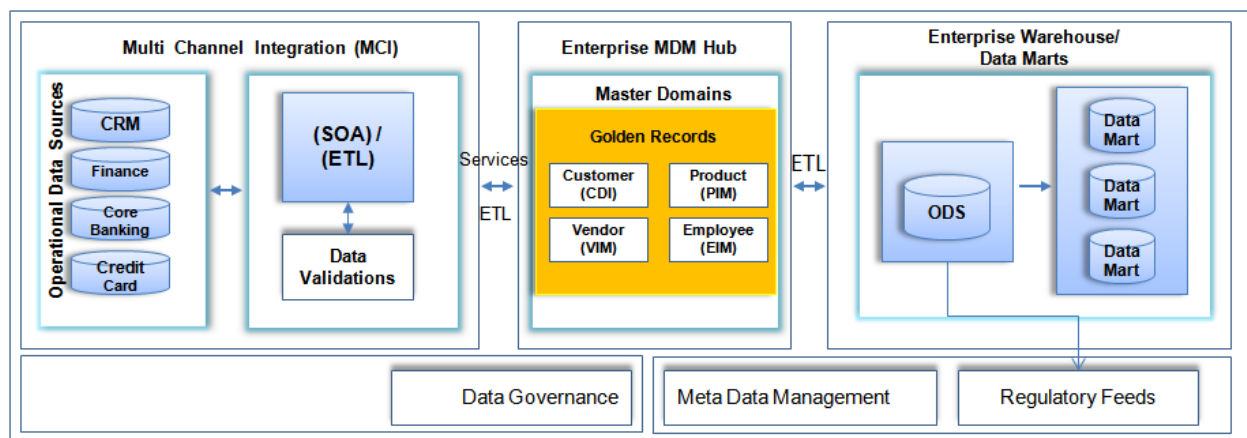 Multi Channel Integration (MCI)
Operational Data Sources
CRM
Finance
Core
Banking
Credit
Card
(SOA) /
(ETL)
Data
Validations
Services
ETL
Enterprise MDM Hub
Master Domains
Golden Records
Customer
(CDI)
Product
(PIM)
Vendor
(VIM)
Employee
(EIM)
ETL
Enterprise Warehouse/
Data Marts
ODS
Data
Mart
Data
Mart
Data
Mart
Data Governance
Meta Data Management
Regulatory Feeds